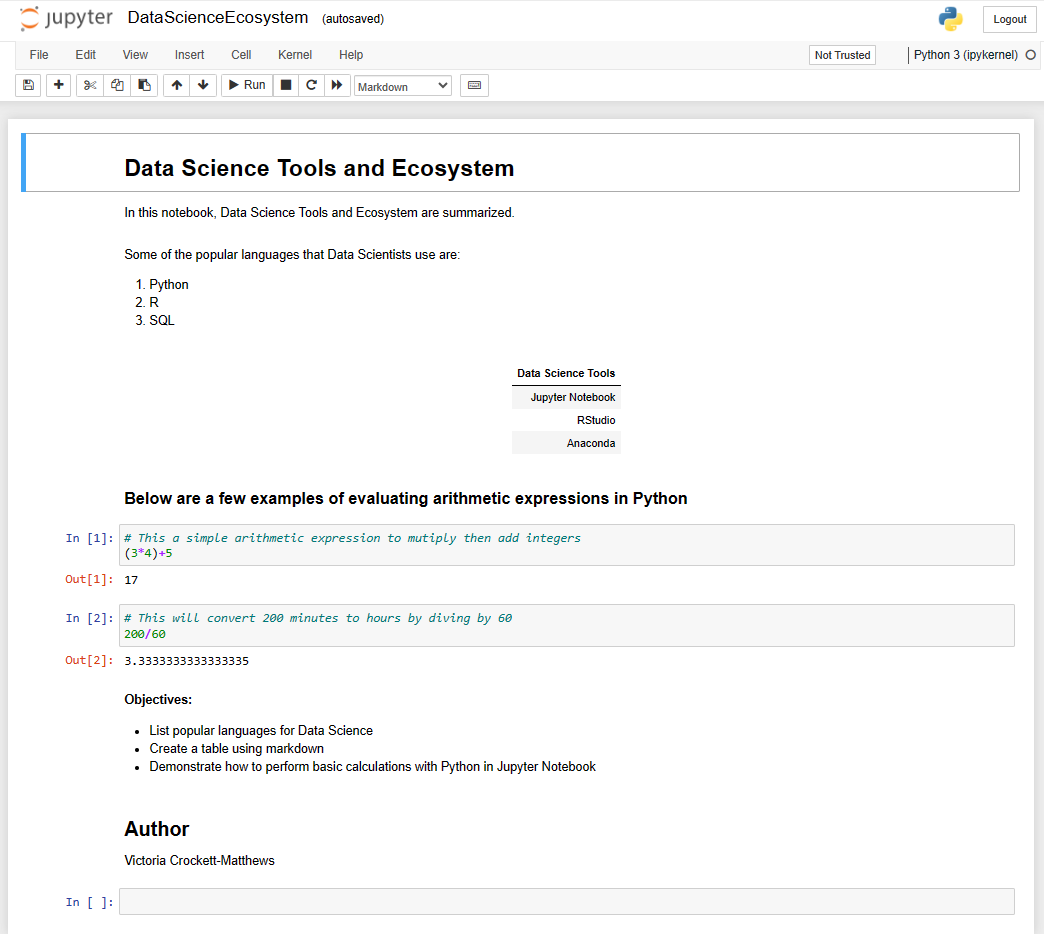 jupyter DataScienceEcosystem (autosaved) Logout
File Edit View Insert Cell Kernel Help Not Trusted Python 3 (ipykernel)
Run Markdown
Data Science Tools and Ecosystem
In this notebook, Data Science Tools and Ecosystem are summarized.
Some of the popular languages that Data Scientists use are:
1. Python
2. R
3. SQL
Data Science Tools
Jupyter Notebook
RStudio
Anaconda
Below are a few examples of evaluating arithmetic expressions in Python
In [1]: # This a simple arithmetic expression to mutiply then add integers
(3*4)+5
Out[1]: 17
In [2]: # This will convert 200 minutes to hours by diving by 60
200/60
Out[2]: 3.3333333333333335
Objectives:
• List popular languages for Data Science
• Create a table using markdown
• Demonstrate how to perform basic calculations with Python in Jupyter Notebook
Author
Victoria Crockett-Matthews
In [ ]: